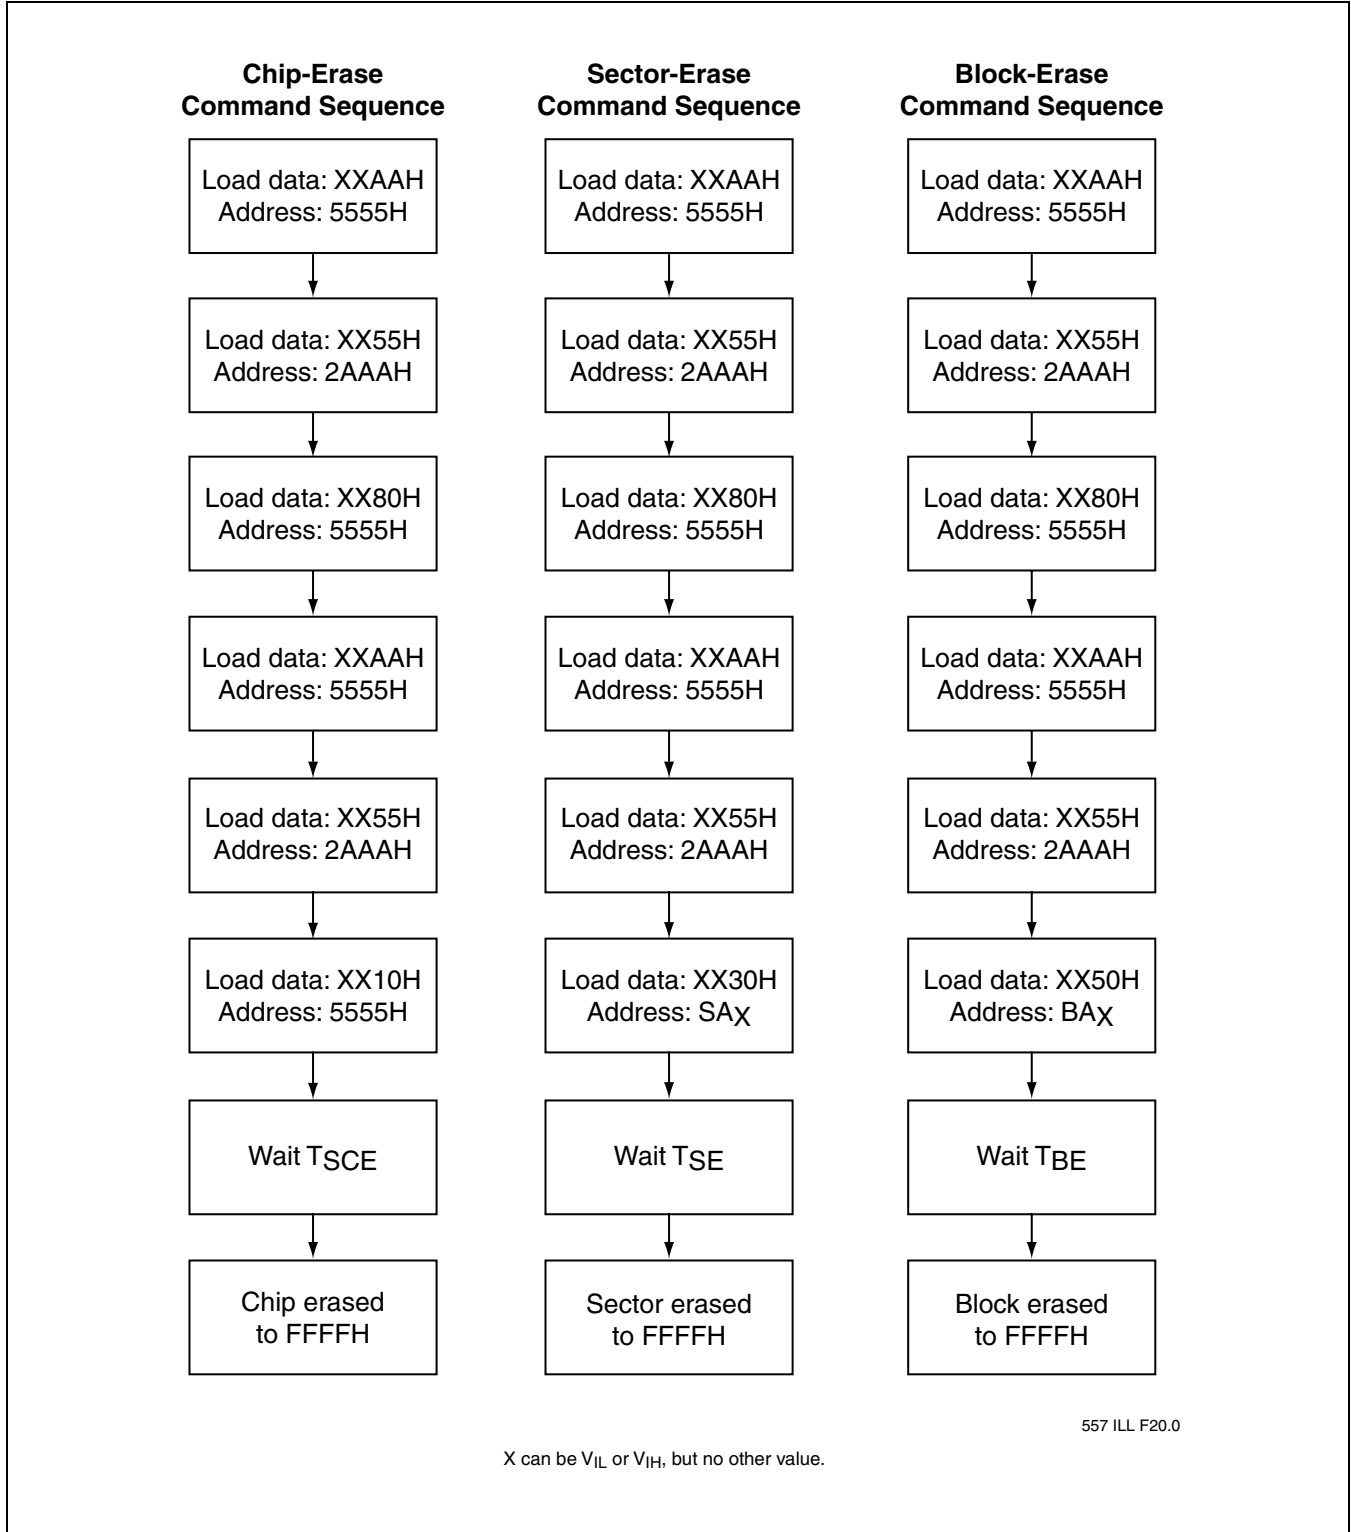 Chip-Erase
Command Sequence
Load data: XXAAH
Address: 5555H
Load data: XX55H
Address: 2AAAH
Load data: XX80H
Address: 5555H
Load data: XXAAH
Address: 5555H
Load data: XX55H
Address: 2AAAH
Load data: XX10H
Address: 5555H
Wait TSCE
Chip erased
to FFFFH
Sector-Erase
Command Sequence
Load data: XXAAH
Address: 5555H
Load data: XX55H
Address: 2AAAH
Load data: XX80H
Address: 5555H
Load data: XXAAH
Address: 5555H
Load data: XX55H
Address: 2AAAH
Load data: XX30H
Address: SAX
Wait TSE
Sector erased
to FFFFH
Block-Erase
Command Sequence
Load data: XXAAH
Address: 5555H
Load data: XX55H
Address: 2AAAH
Load data: XX80H
Address: 5555H
Load data: XXAAH
Address: 5555H
Load data: XX55H
Address: 2AAAH
Load data: XX50H
Address: BAX
Wait TBE
Block erased
to FFFFH
557 ILL F20.0
X can be VIL or VIH, but no other value.